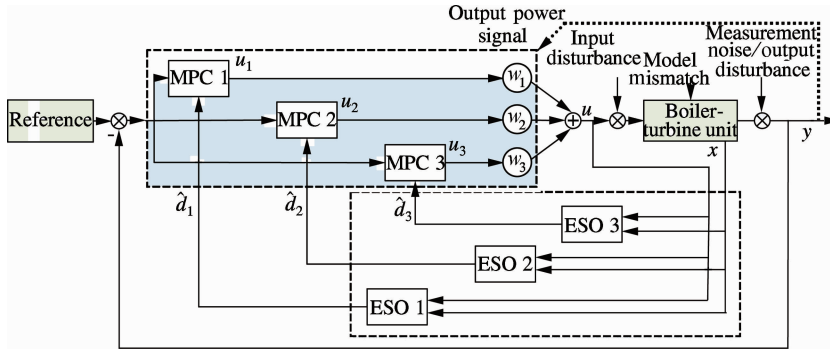 Output power
signal
Input
disturbance
Model
mismatch
Measurement
noise/output
disturbance
MPC 1
u1
w1
Reference
-
MPC 2
u2
w2
u
Boiler-
turbine unit
y
MPC 3
u3
w3
x
d̂1
d̂2
d̂3
ESO 3
ESO 2
ESO 1